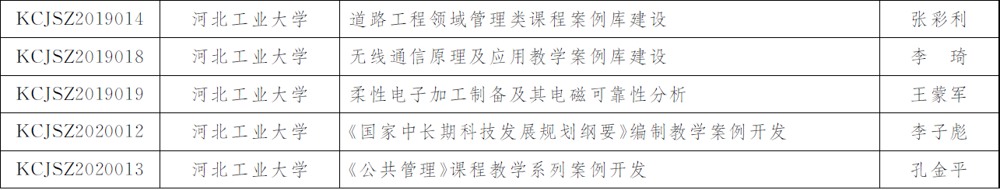 KCJSZ2019014 河北工业大学 道路工程领域管理类课程案例库建设 张彩利
KCJSZ2019018 河北工业大学 无线通信原理及应用教学案例库建设 李 琦
KCJSZ2019019 河北工业大学 柔性电子加工制备及其电磁可靠性分析 王蒙军
KCJSZ2020012 河北工业大学 《国家中长期科技发展规划纲要》编制教学案例开发 李子彪
KCJSZ2020013 河北工业大学 《公共管理》课程教学系列案例开发 孔金平